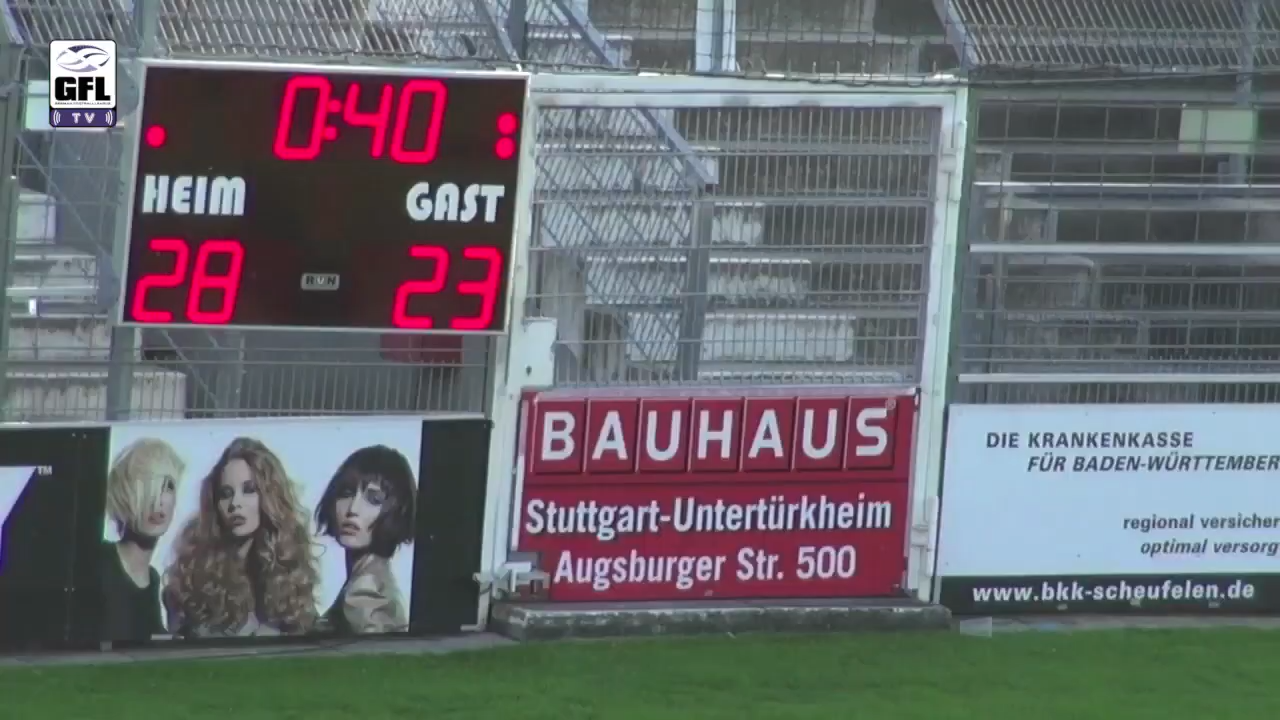 GFL
TV
0:40
HEIM GAST
28 23
BAUHAUS®
Stuttgart-Untertürkheim
Augsburger Str. 500
TM
DIE KRANKENKASSE
FÜR BADEN-WÜRTTEMBER
regional versicher
optimal versorg
www.bkk-scheufelen.de